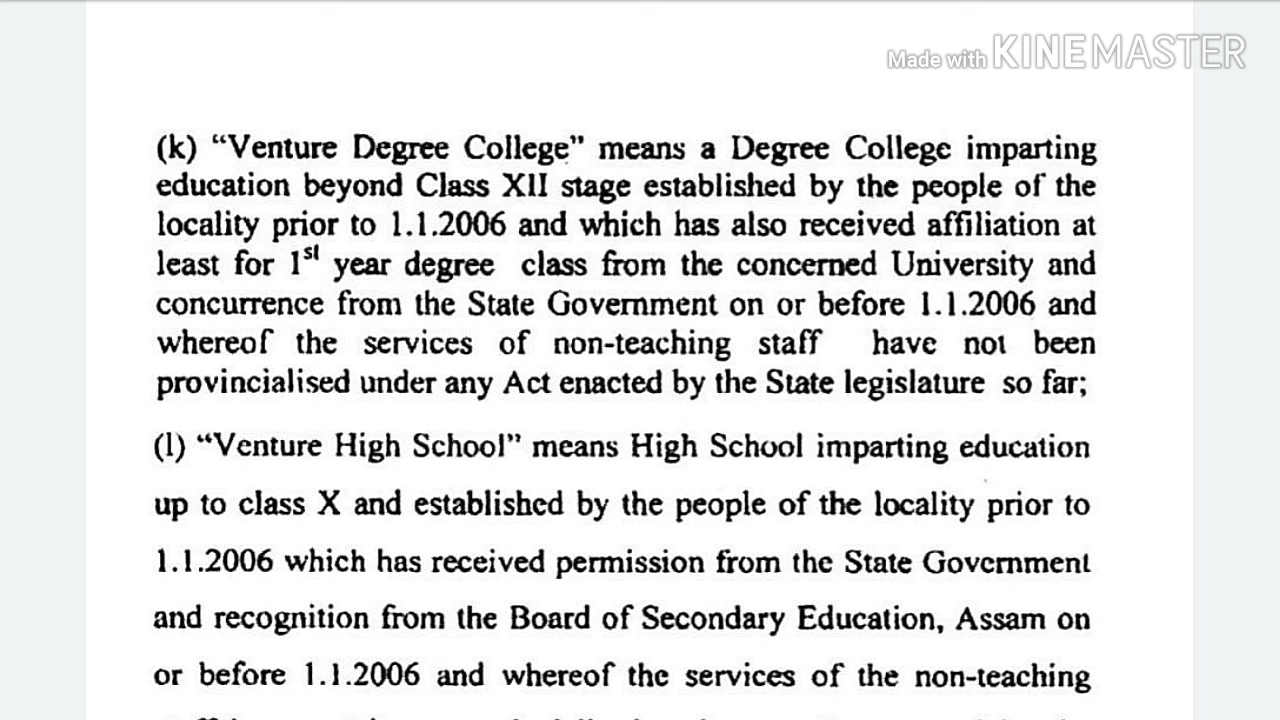 Made with KINEMASTER
(k) “Venture Degree College” means a Degree College imparting
education beyond Class XII stage established by the people of the
locality prior to 1.1.2006 and which has also received affiliation at
least for 1st year degree class from the concerned University and
concurrence from the State Government on or before 1.1.2006 and
whereof the services of non-teaching staff have not been
provincialised under any Act enacted by the State legislature so far;
(l) “Venture High School” means High School imparting education
up to class X and established by the people of the locality prior to
1.1.2006 which has received permission from the State Government
and recognition from the Board of Secondary Education, Assam on
or before 1.1.2006 and whereof the services of the non-teaching